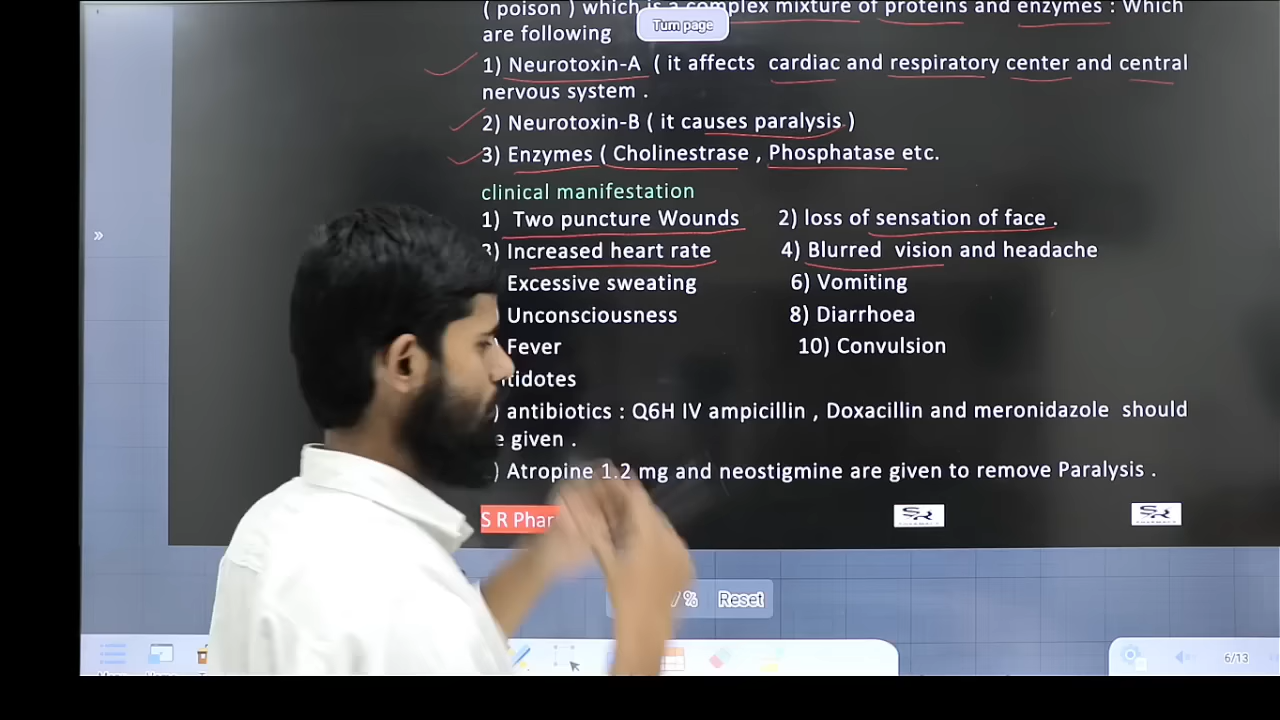 ( poison ) which is a complex mixture of proteins and enzymes : Which
Turn page
are following
1) Neurotoxin-A ( it affects cardiac and respiratory center and central
nervous system .
2) Neurotoxin-B ( it causes paralysis )
3) Enzymes ( Cholinestrase , Phosphatase etc.
clinical manifestation
1) Two puncture Wounds 2) loss of sensation of face .
3) Increased heart rate 4) Blurred vision and headache
Excessive sweating 6) Vomiting
) Unconsciousness 8) Diarrhoea
Fever 10) Convulsion
tidotes
) antibiotics : Q6H IV ampicillin , Doxacillin and meronidazole should
e given .
) Atropine 1.2 mg and neostigmine are given to remove Paralysis .
S R Phar
SR SR
/ % Reset
6/13